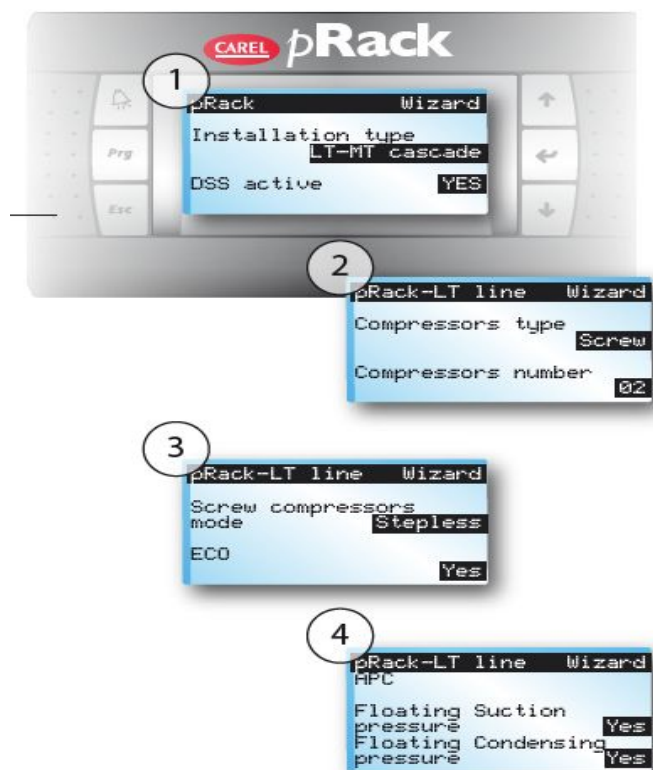 CAREL pRack
1
pRack Wizard
Installation type
LT-MT cascade
DSS active YES
Prg
Esc
2
pRack-LT line Wizard
Compressors type
Screw
Compressors number
02
3
pRack-LT line Wizard
Screw compressors
mode Stepless
ECO
Yes
4
pRack-LT line Wizard
APC
Floating Suction
pressure Yes
Floating Condensing
pressure Yes